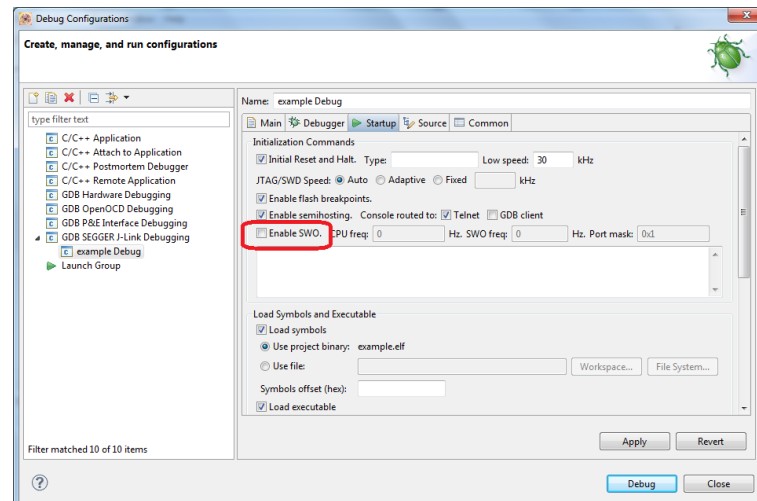 Debug Configurations
Create, manage, and run configurations
type filter text
C/C++ Application
C/C++ Attach to Application
C/C++ Postmortem Debugger
C/C++ Remote Application
GDB Hardware Debugging
GDB OpenOCD Debugging
GDB P&E Interface Debugging
GDB SEGGER J-Link Debugging
example Debug
Launch Group
Filter matched 10 of 10 items
Name: example Debug
Main Debugger Startup Source Common
Initialization Commands
Initial Reset and Halt. Type: Low speed: 30 kHz
JTAG/SWD Speed: Auto Adaptive Fixed kHz
Enable flash breakpoints.
Enable semihosting. Console routed to: Telnet GDB client
Enable SWO. CPU freq: 0 Hz. SWO freq: 0 Hz. Port mask: 0x1
Load Symbols and Executable
Load symbols
Use project binary: example.elf
Use file: Workspace... File System...
Symbols offset (hex):
Load executable
Apply Revert
Debug Close